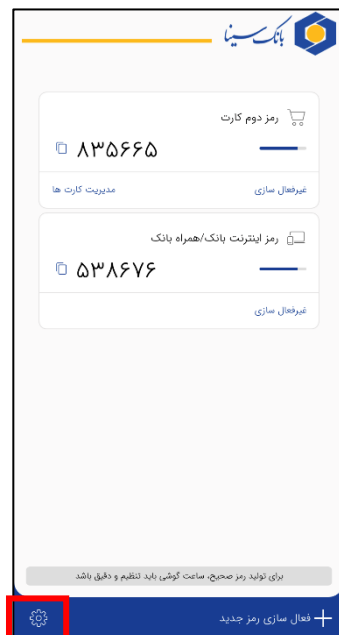 بانک سینا
رمز دوم کارت
۸۳۵۶۶۵
غیرفعال سازی
مدیریت کارت ها
رمز اینترنت بانک/همراه بانک
۵۳۸۶۷۶
غیرفعال سازی
برای تولید رمز صحیح، ساعت گوشی باید تنظیم و دقیق باشد
فعال سازی رمز جدید